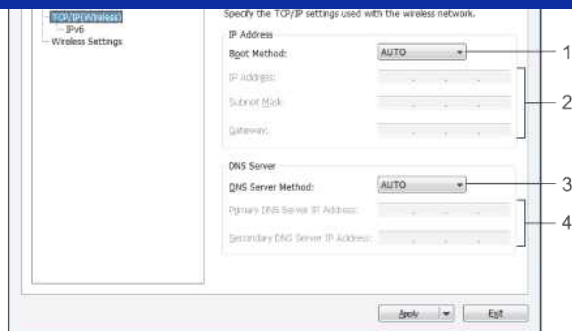 TCP/IP(Wireless)
IPv6
Wireless Settings
Specify the TCP/IP settings used with the wireless network.
IP Address
Boot Method:
AUTO
1
IP Address:
Subnet Mask:
2
Gateway:
DNS Server
DNS Server Method:
AUTO
3
Primary DNS Server IP Address:
4
Secondary DNS Server IP Address:
Apply
Exit